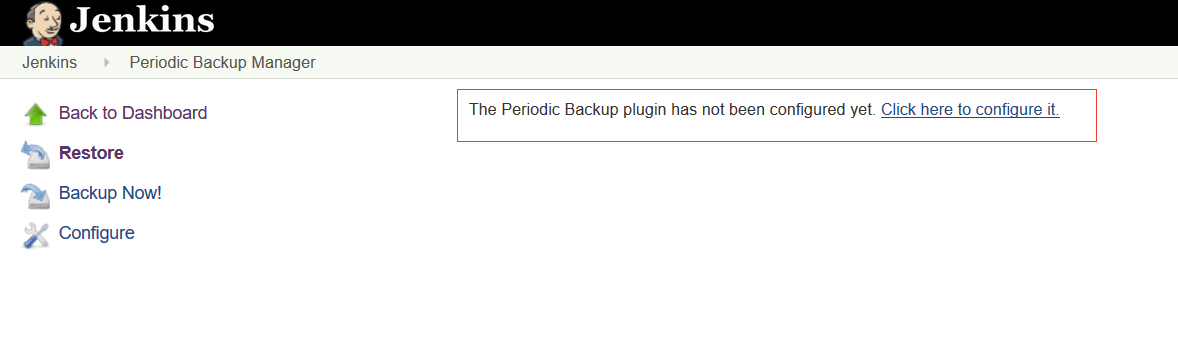 Jenkins
Jenkins Periodic Backup Manager
Back to Dashboard
Restore
Backup Now!
Configure
The Periodic Backup plugin has not been configured yet. Click here to configure it.